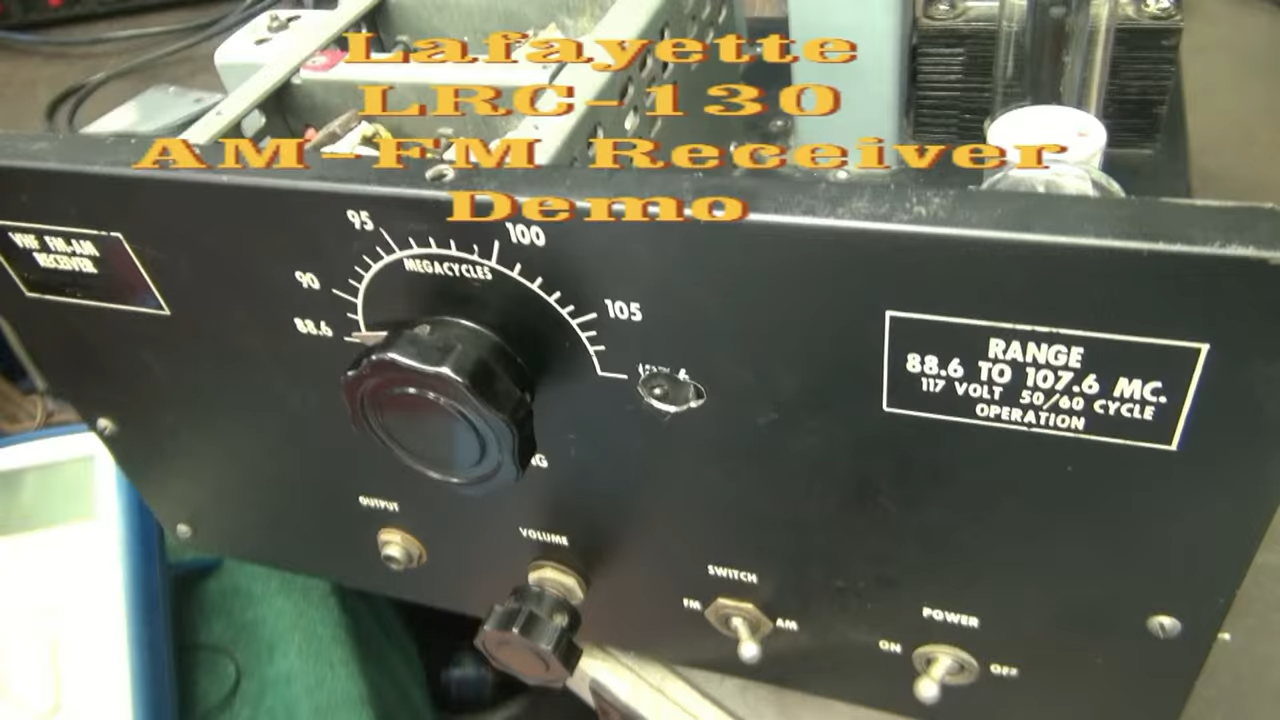 Lafayette
LRC-130
AM-FM Receiver
Demo
VHF FM-AM
RECEIVER
95
100
90
MEGACYCLES
105
88.6
RANGE
88.6 TO 107.6 MC.
117 VOLT 50/60 CYCLE
OPERATION
OUTPUT
VOLUME
SWITCH
FM
AM
POWER
ON
OFF